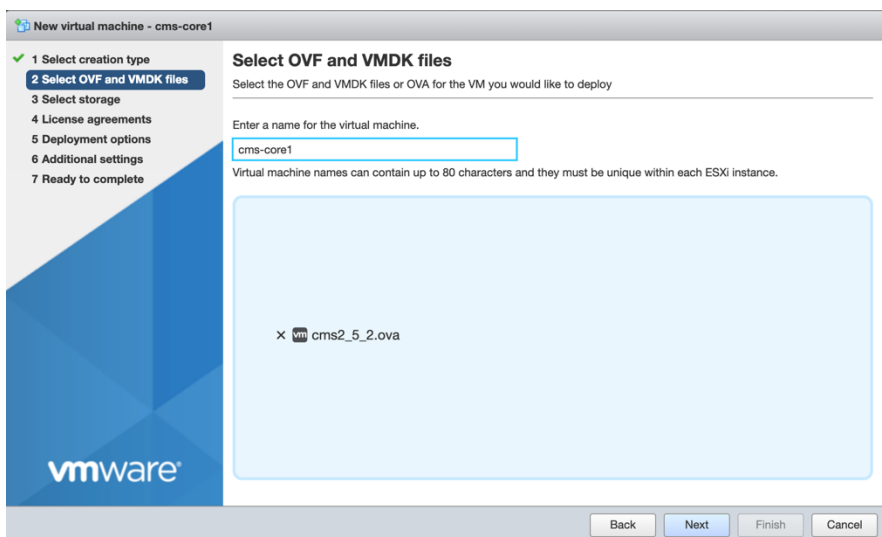 New virtual machine - cms-core1
1 Select creation type
2 Select OVF and VMDK files
3 Select storage
4 License agreements
5 Deployment options
6 Additional settings
7 Ready to complete
Select OVF and VMDK files
Select the OVF and VMDK files or OVA for the VM you would like to deploy
Enter a name for the virtual machine.
cms-core1
Virtual machine names can contain up to 80 characters and they must be unique within each ESXi instance.
vm cms2_5_2.ova
vmware®
Back Next Finish Cancel